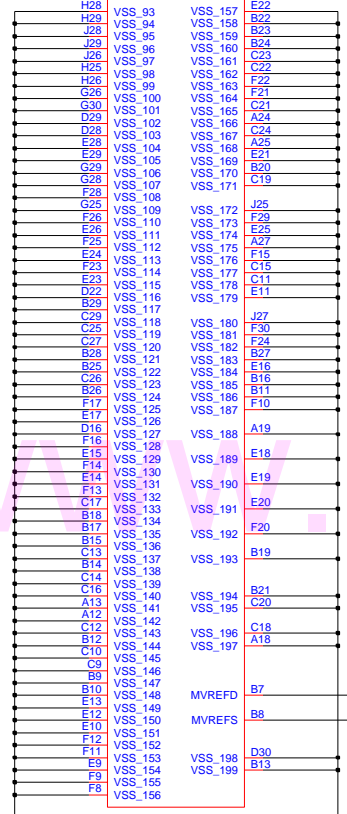 H28 VSS_93 VSS_157 E22
H29 VSS_94 VSS_158 B22
J28 VSS_95 VSS_159 B23
J29 VSS_96 VSS_160 B24
J26 VSS_97 VSS_161 C23
H25 VSS_98 VSS_162 C22
H26 VSS_99 VSS_163 F22
G26 VSS_100 VSS_164 F21
G30 VSS_101 VSS_165 C21
D29 VSS_102 VSS_166 A24
D28 VSS_103 VSS_167 C24
E28 VSS_104 VSS_168 A25
E29 VSS_105 VSS_169 E21
G29 VSS_106 VSS_170 B20
G28 VSS_107 VSS_171 C19
F28 VSS_108
G25 VSS_109 VSS_172 J25
F26 VSS_110 VSS_173 F29
E26 VSS_111 VSS_174 E25
F25 VSS_112 VSS_175 A27
E24 VSS_113 VSS_176 F15
F23 VSS_114 VSS_177 C15
E23 VSS_115 VSS_178 C11
D22 VSS_116 VSS_179 E11
B29 VSS_117
C29 VSS_118 VSS_180 J27
C25 VSS_119 VSS_181 F30
C27 VSS_120 VSS_182 F24
B28 VSS_121 VSS_183 B27
B25 VSS_122 VSS_184 E16
C26 VSS_123 VSS_185 B16
B26 VSS_124 VSS_186 B11
F17 VSS_125 VSS_187 F10
E17 VSS_126
D16 VSS_127 VSS_188 A19
F16 VSS_128
E15 VSS_129 VSS_189 E18
F14 VSS_130
E14 VSS_131 VSS_190 E19
F13 VSS_132
C17 VSS_133 VSS_191 E20
B18 VSS_134
B17 VSS_135 VSS_192 F20
B15 VSS_136
C13 VSS_137 VSS_193 B19
B14 VSS_138
C14 VSS_139
C16 VSS_140 VSS_194 B21
A13 VSS_141 VSS_195 C20
A12 VSS_142
C12 VSS_143 VSS_196 C18
B12 VSS_144 VSS_197 A18
C10 VSS_145
C9 VSS_146
B9 VSS_147
B10 VSS_148 MVREFD B7
E13 VSS_149
E12 VSS_150 MVREFS B8
E10 VSS_151
F12 VSS_152
F11 VSS_153 VSS_198 D30
E9 VSS_154 VSS_199 B13
F9 VSS_155
F8 VSS_156